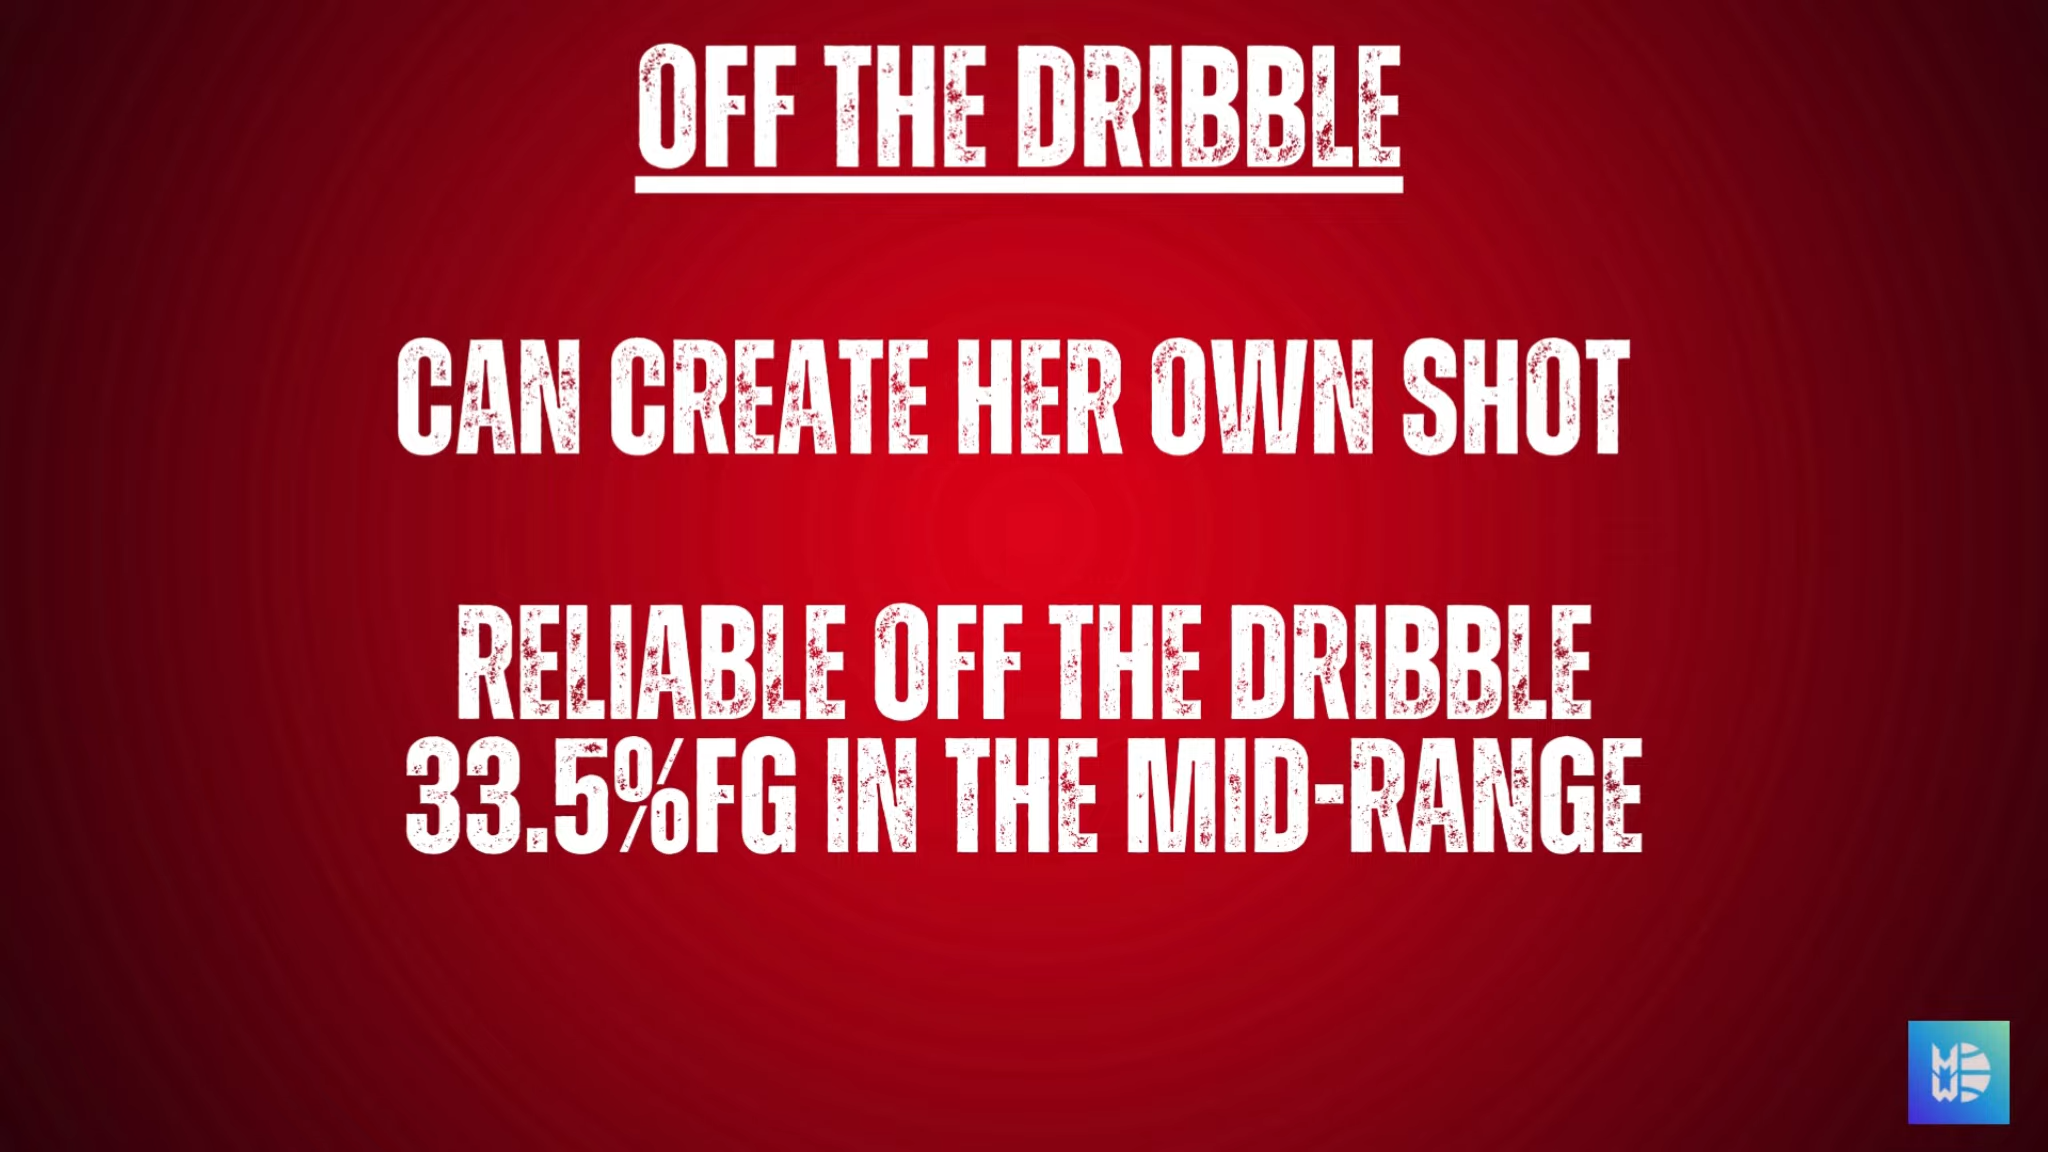 OFF THE DRIBBLE
CAN CREATE HER OWN SHOT
RELIABLE OFF THE DRIBBLE
33.5%FG IN THE MID-RANGE